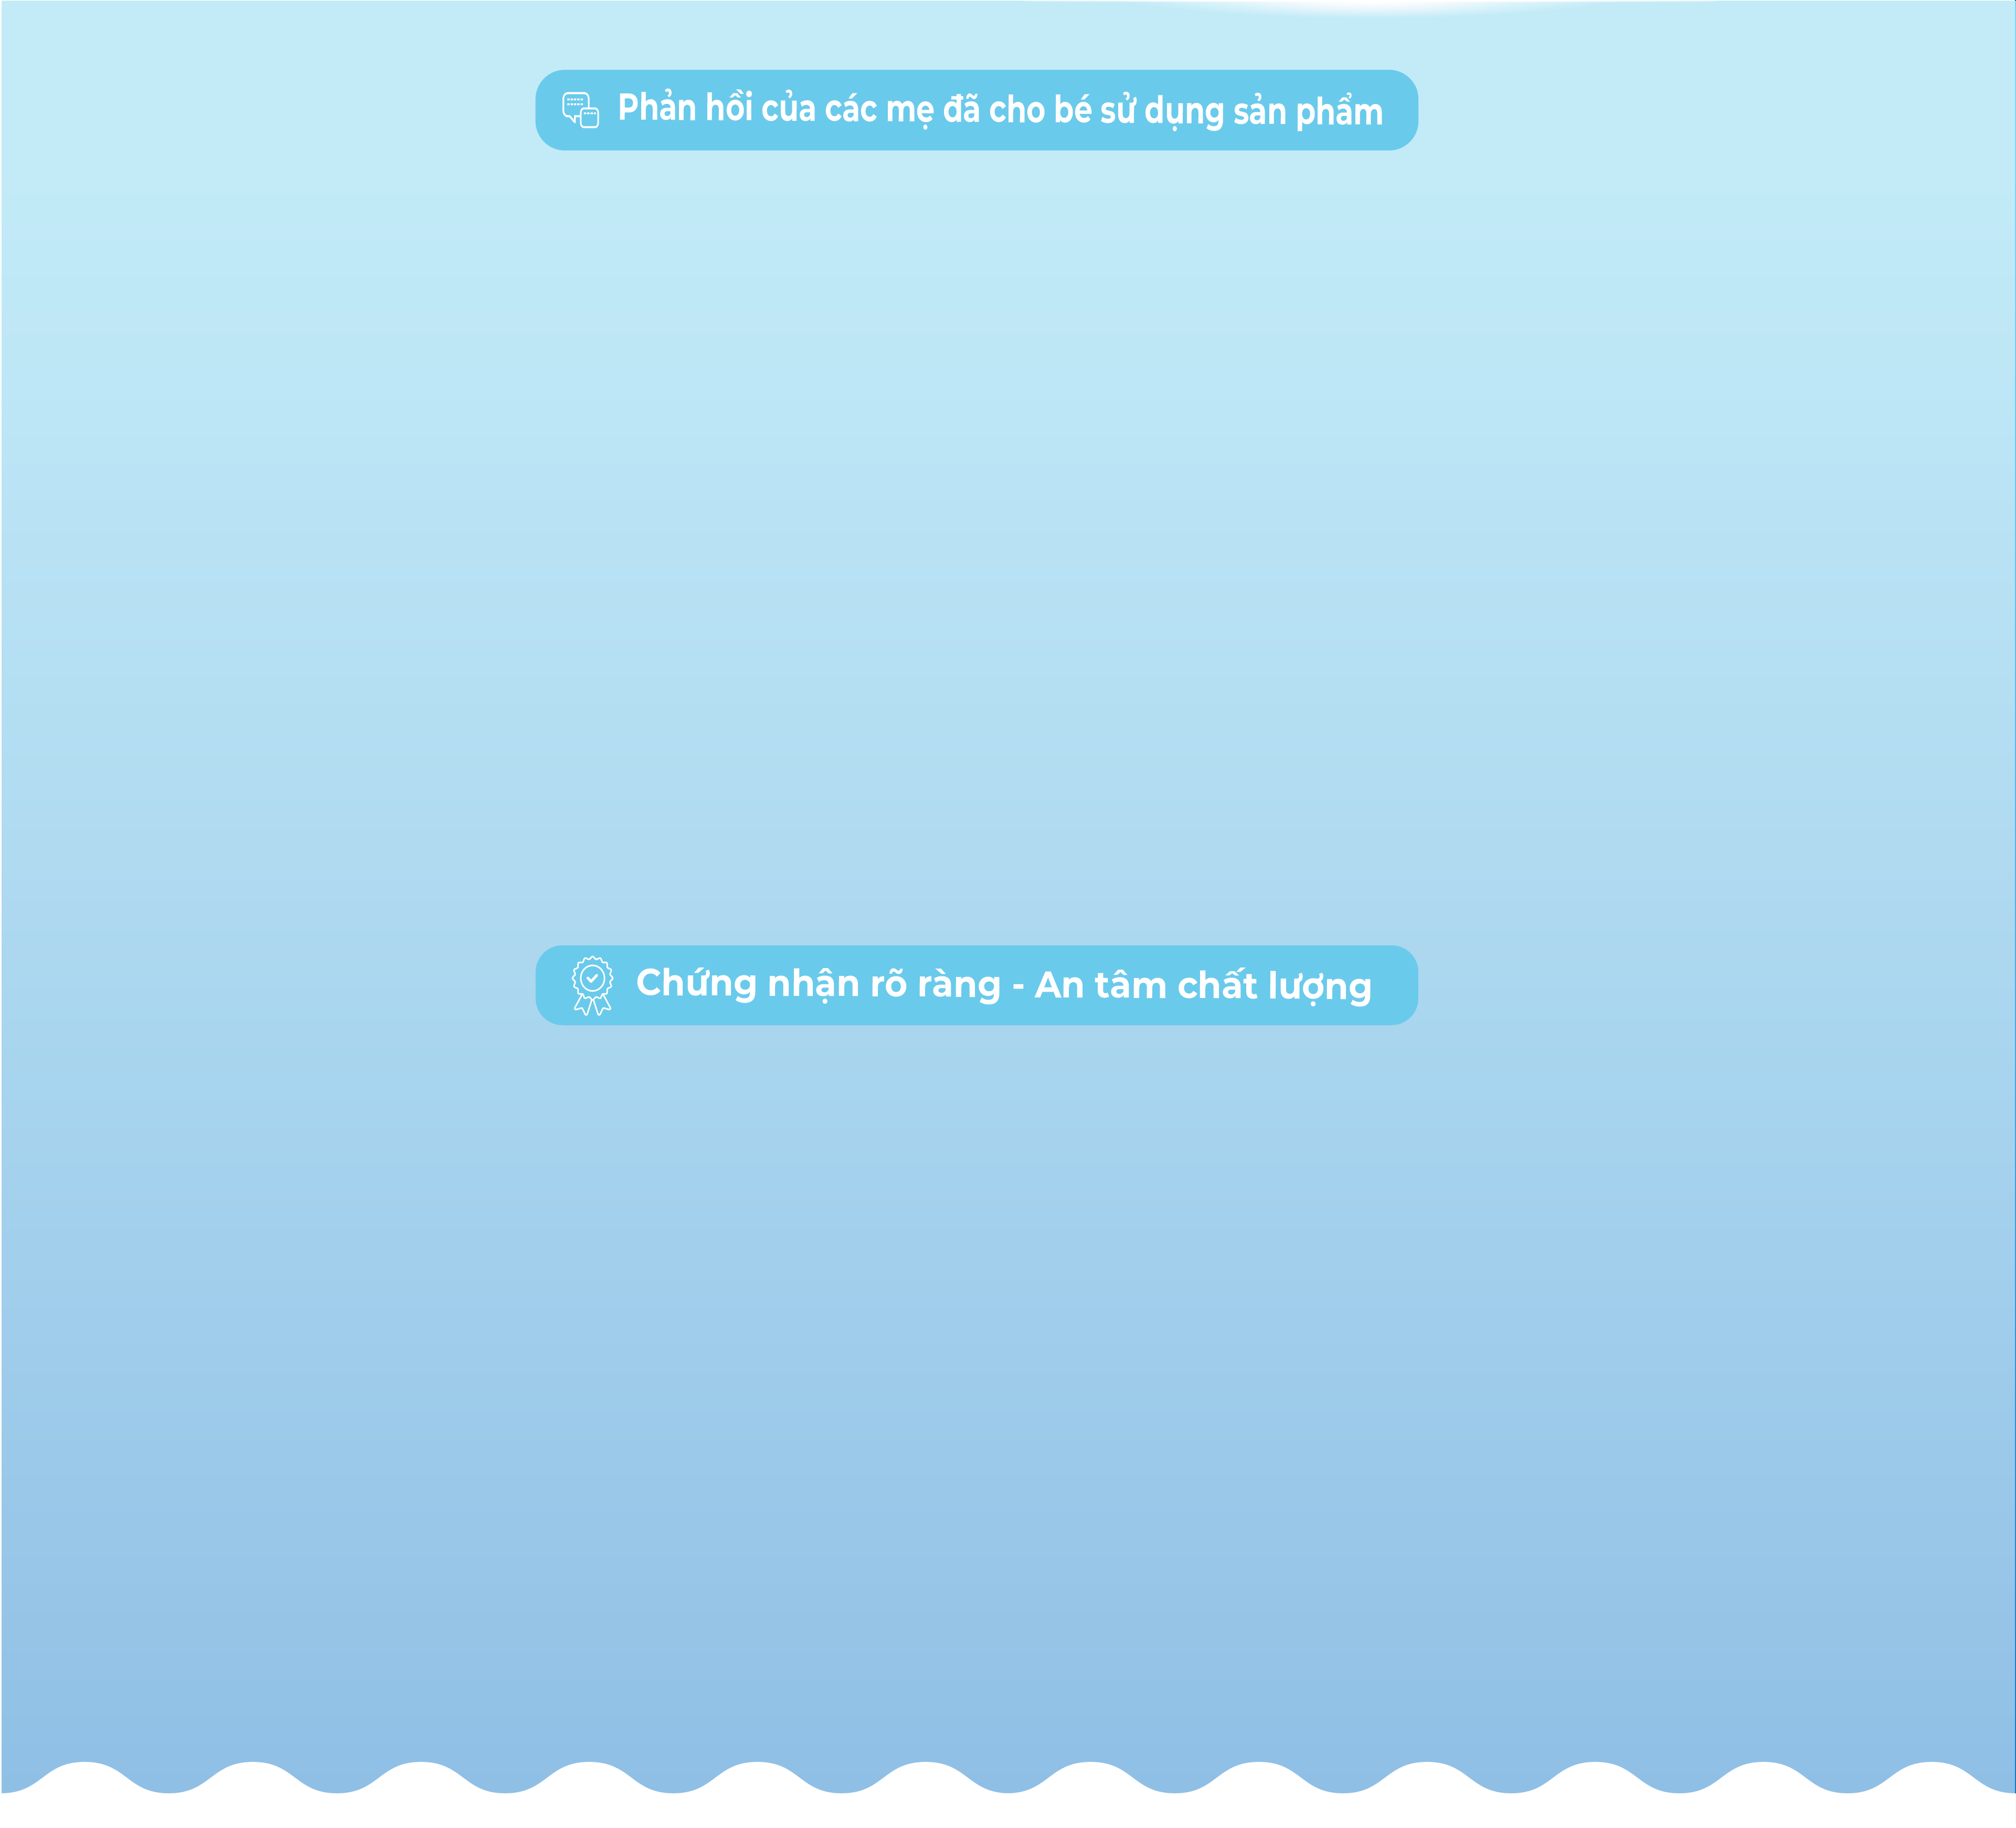 Phản hồi của các mẹ đã cho bé sử dụng sản phẩm
Chứng nhận rõ ràng - An tâm chất lượng